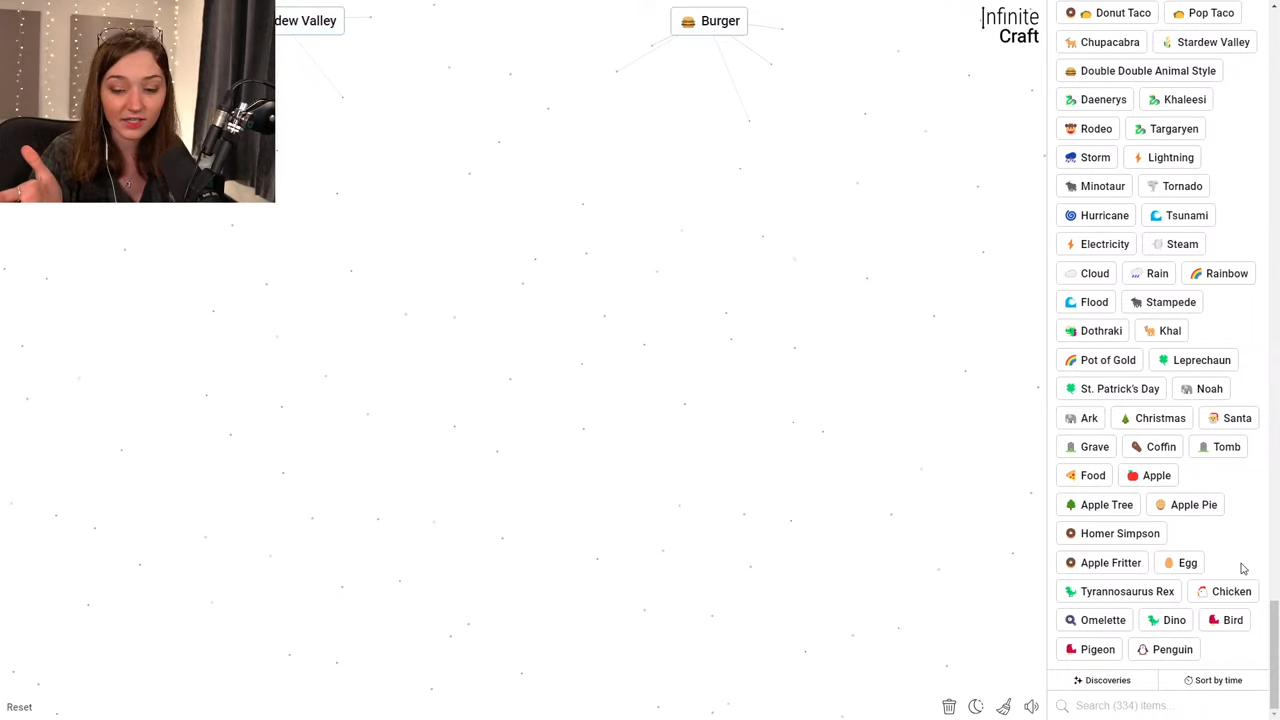 dew Valley
Burger
Infinite
Craft
Donut Taco Pop Taco
Chupacabra Stardew Valley
Double Double Animal Style
Daenerys Khaleesi
Rodeo Targaryen
Storm Lightning
Minotaur Tornado
Hurricane Tsunami
Electricity Steam
Cloud Rain Rainbow
Flood Stampede
Dothraki Khal
Pot of Gold Leprechaun
St. Patrick's Day Noah
Ark Christmas Santa
Grave Coffin Tomb
Food Apple
Apple Tree Apple Pie
Homer Simpson
Apple Fritter Egg
Tyrannosaurus Rex Chicken
Omelette Dino Bird
Pigeon Penguin
Discoveries Sort by time
Reset
Search (334) items...